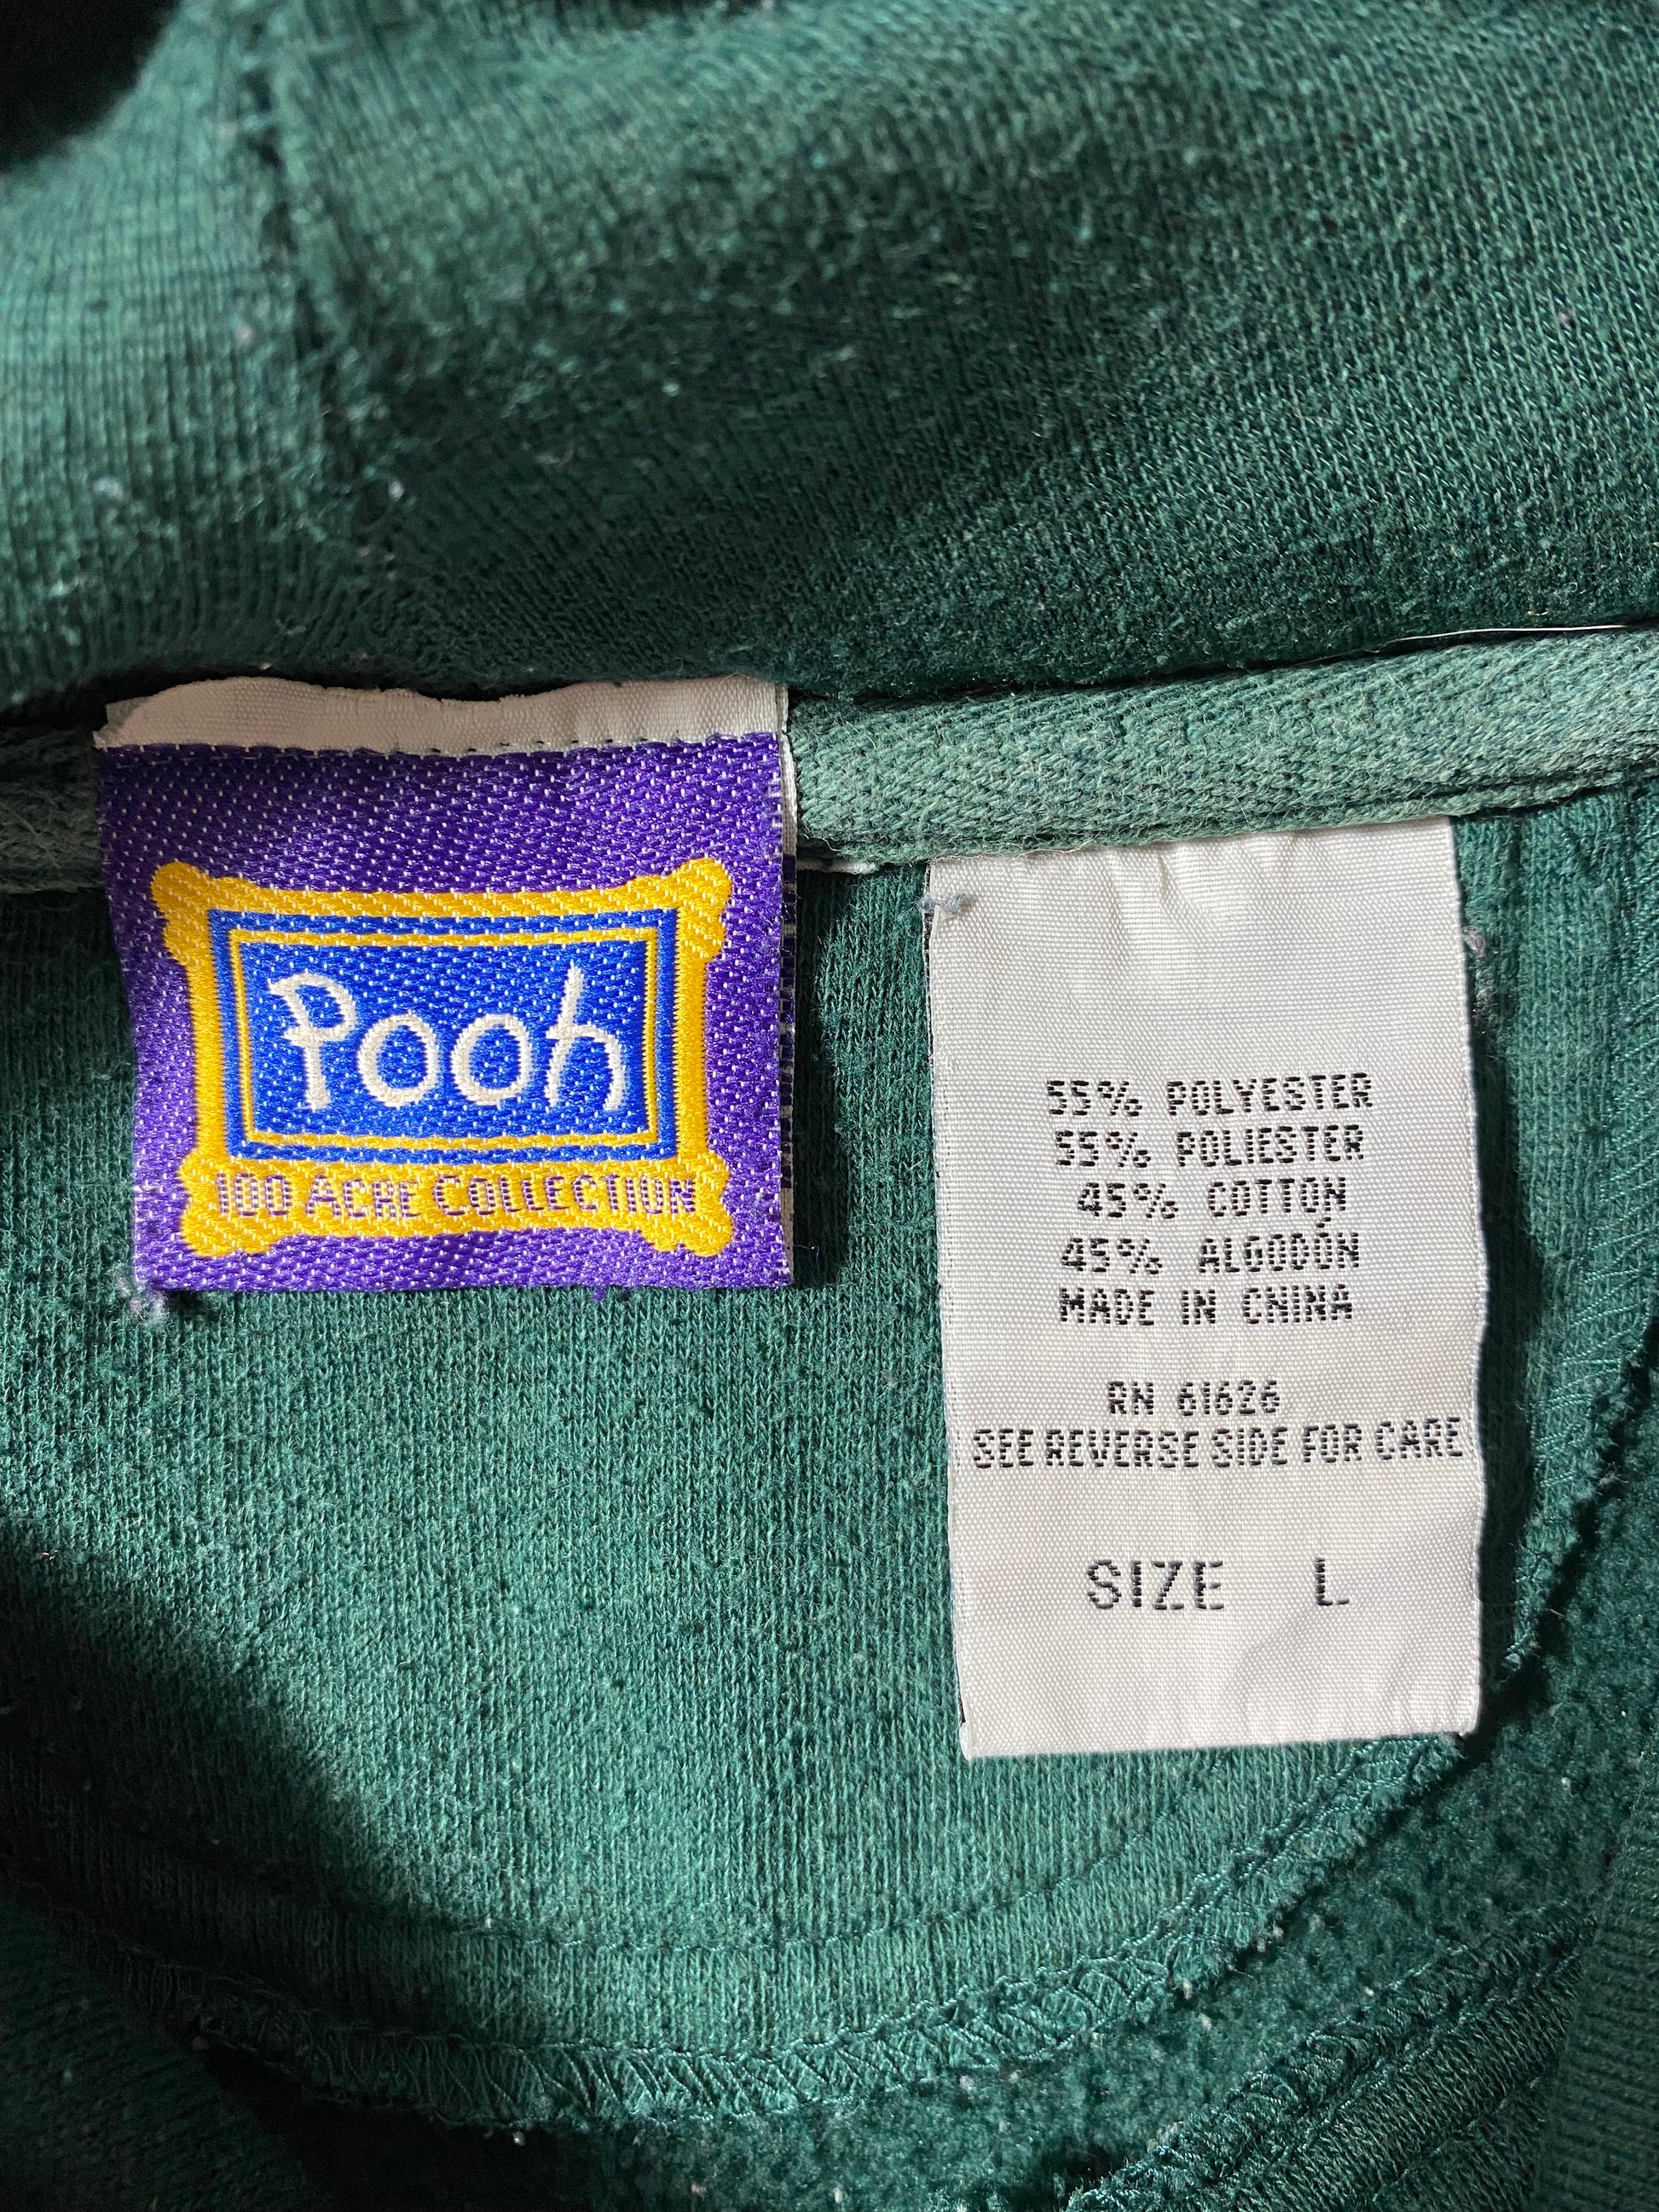 Pooh
100 ACRE COLLECTION
55% POLYESTER
55% POLIESTER
45% COTTON
45% ALGODÓN
MADE IN CHINA
RN 61626
SEE REVERSE SIDE FOR CARE
SIZE L